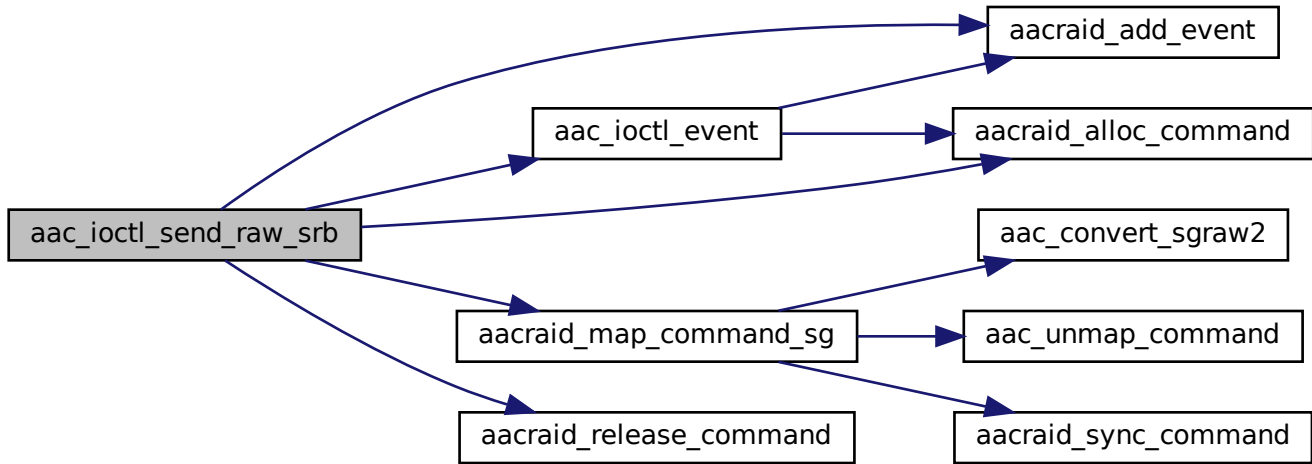 aacraid_add_event
aac_ioctl_event
aacraid_alloc_command
aac_ioctl_send_raw_srb
aac_convert_sgraw2
aacraid_map_command_sg
aac_unmap_command
aacraid_release_command
aacraid_sync_command